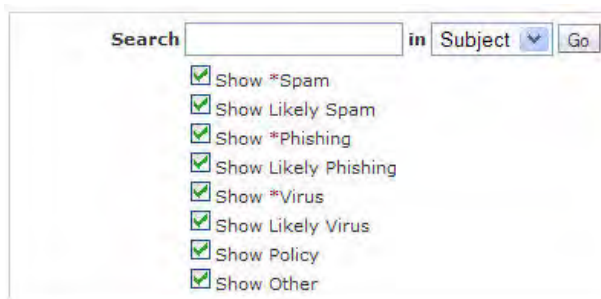 Search in Subject Go
Show *Spam
Show Likely Spam
Show *Phishing
Show Likely Phishing
Show *Virus
Show Likely Virus
Show Policy
Show Other